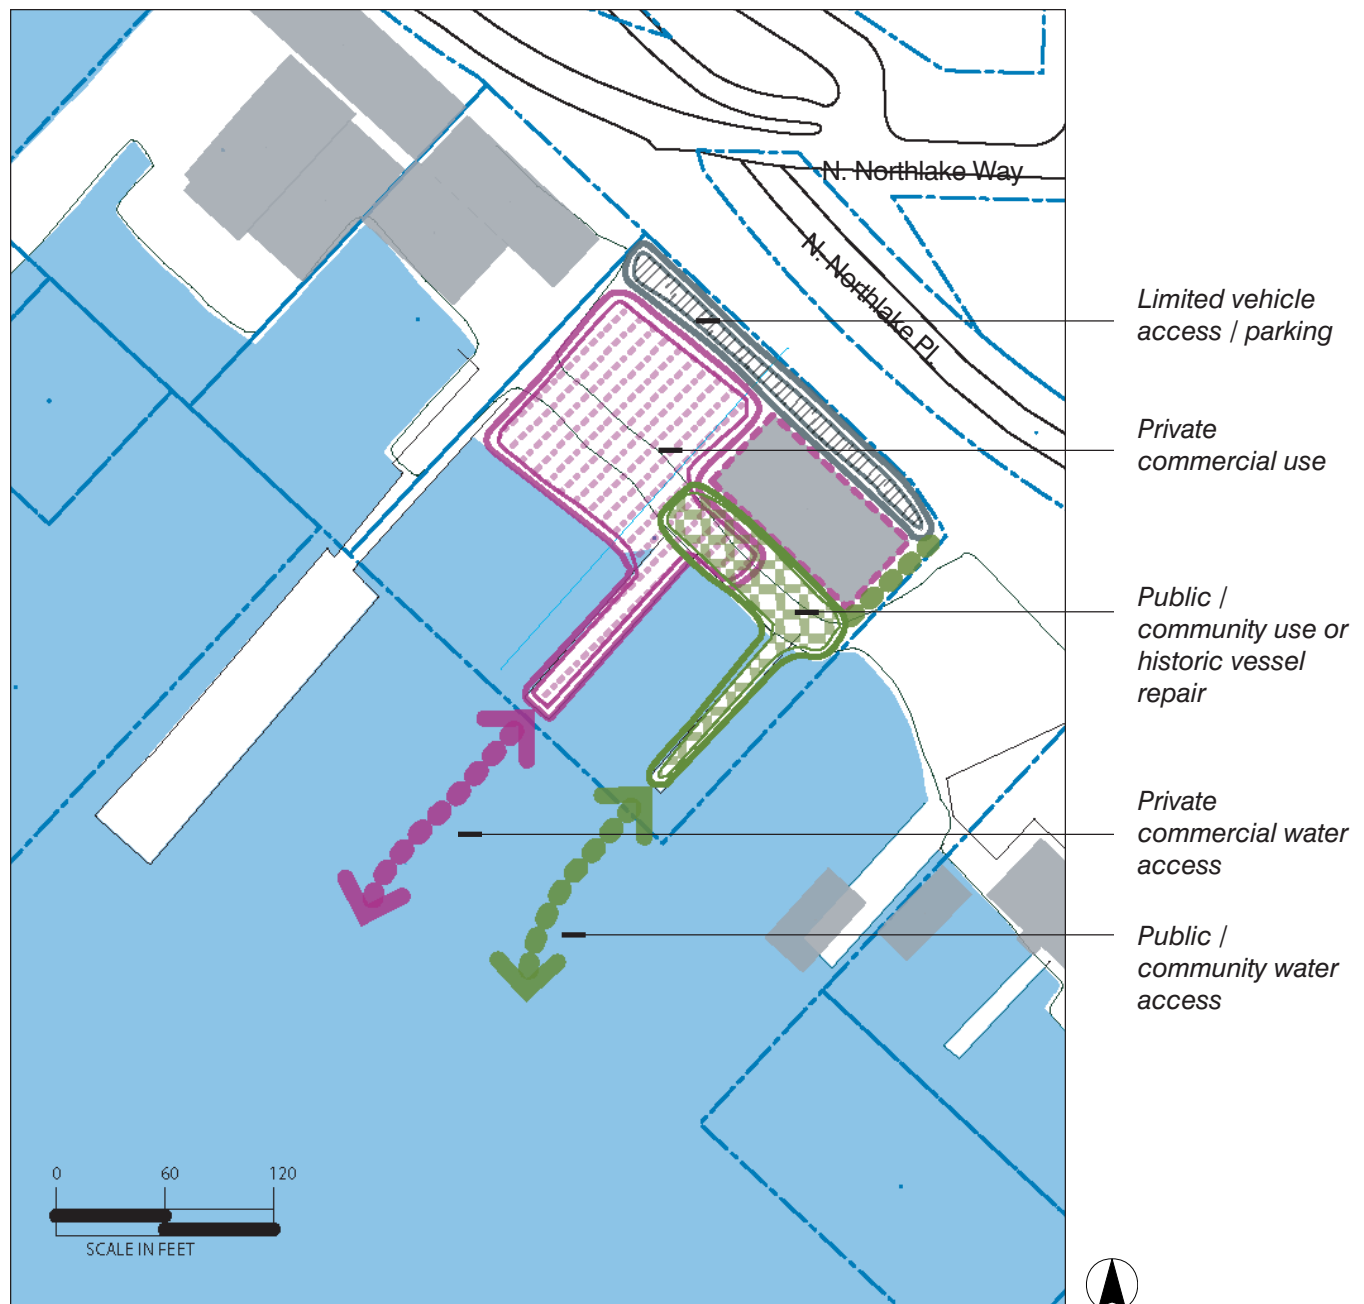 N. Northlake Way
N. Northlake Pl.
Limited vehicle
access / parking
Private
commercial use
Public /
community use or
historic vessel
repair
Private
commercial water
access
Public /
community water
access
0 60 120
SCALE IN FEET